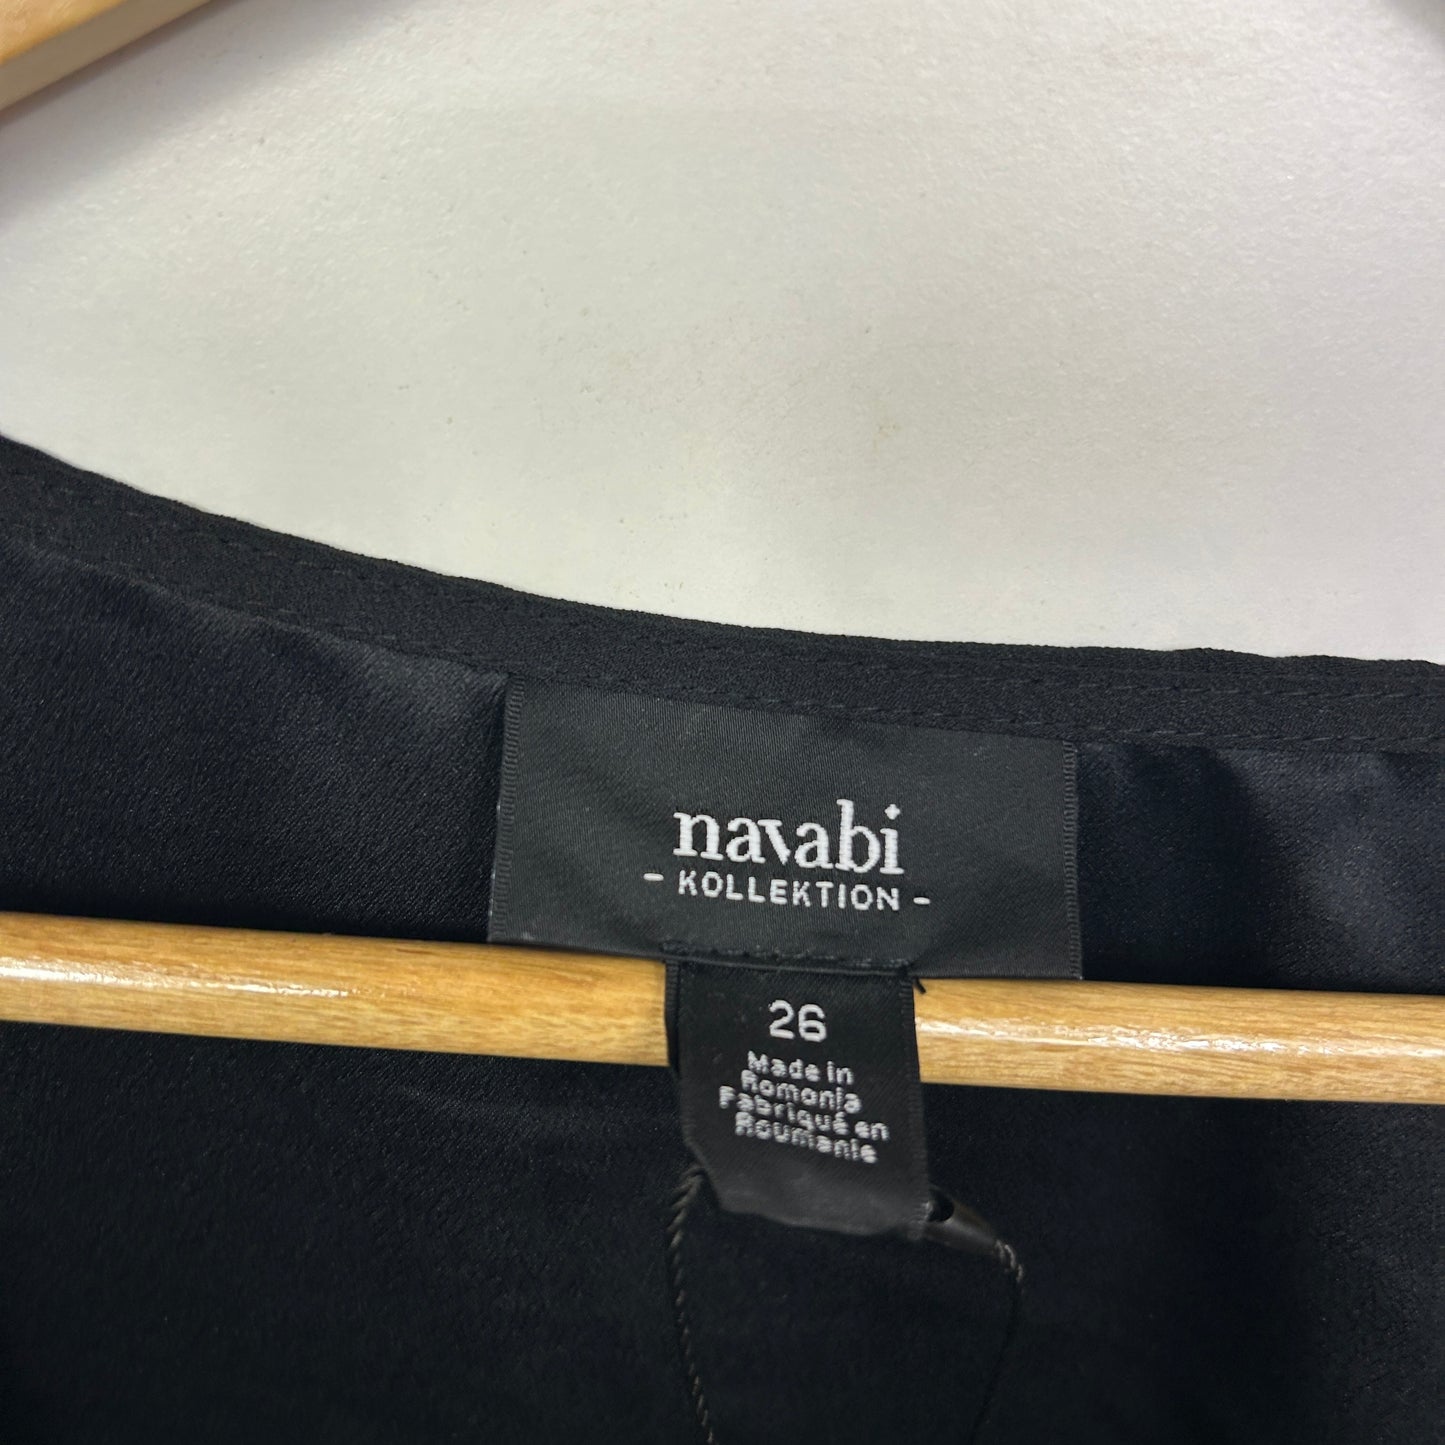 navabi
- KOLLEKTION -
26
Made in
Romania
Fabriqué en
Roumanie